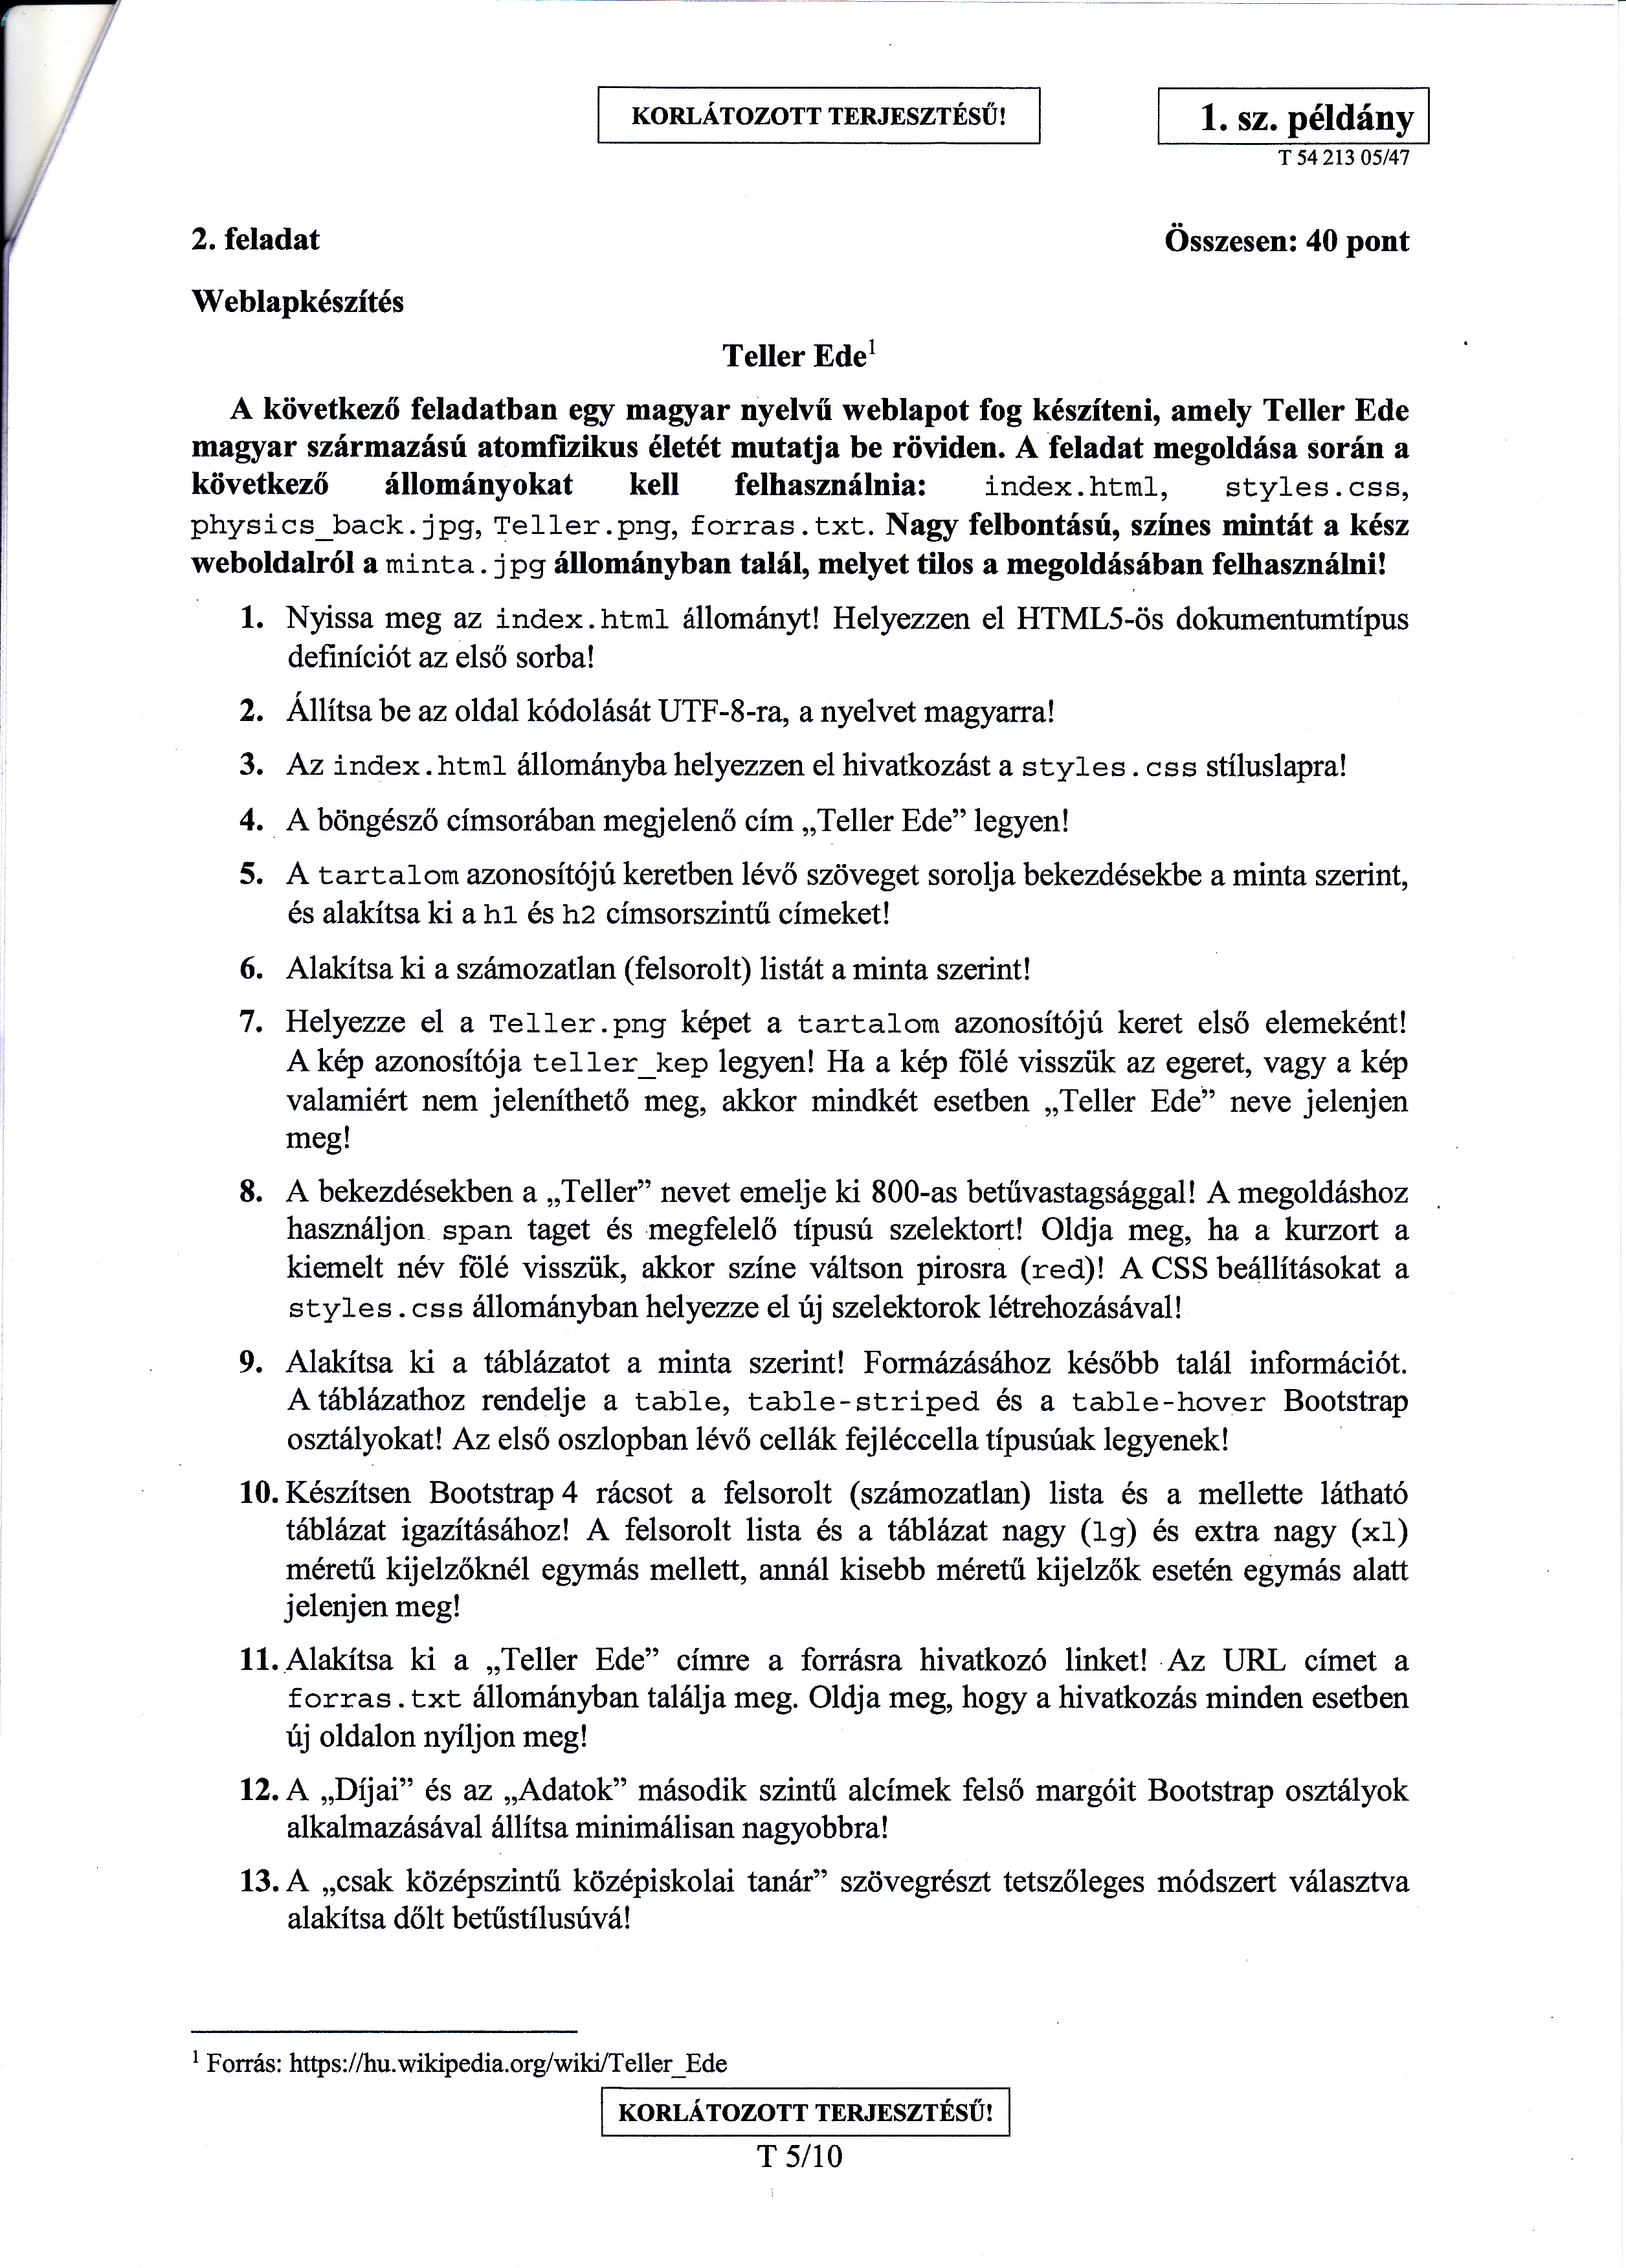 KORLÁTOZOTT TERJESZTÉSŰ!
1. sz. példány
T 54 213 05/47
2. feladat
Összesen: 40 pont
Weblapkészítés
Teller Ede¹
A következő feladatban egy magyar nyelvű weblapot fog készíteni, amely Teller Ede
magyar származású atomfizikus életét mutatja be röviden. A feladat megoldása során a
következő állományokat kell felhasználnia: index.html, styles.css,
physics_back.jpg, Teller.png, forras.txt. Nagy felbontású, színes mintát a kész
weboldalról a minta.jpg állományban talál, melyet tilos a megoldásában felhasználni!
1. Nyissa meg az index.html állományt! Helyezzen el HTML5-ös dokumentumtípus
definíciót az első sorba!
2. Állítsa be az oldal kódolását UTF-8-ra, a nyelvet magyarra!
3. Az index.html állományba helyezzen el hivatkozást a styles.css stíluslapra!
4. A böngésző címsorában megjelenő cím „Teller Ede” legyen!
5. A tartalom azonosítójú keretben lévő szöveget sorolja bekezdésekbe a minta szerint,
és alakítsa ki a h1 és h2 címsorszintű címeket!
6. Alakítsa ki a számozatlan (felsorolt) listát a minta szerint!
7. Helyezze el a Teller.png képet a tartalom azonosítójú keret első elemeként!
A kép azonosítója teller_kep legyen! Ha a kép fölé visszük az egeret, vagy a kép
valamiért nem jeleníthető meg, akkor mindkét esetben „Teller Ede” neve jelenjen
meg!
8. A bekezdésekben a „Teller” nevet emelje ki 800-as betűvastagsággal! A megoldáshoz
használjon span taget és megfelelő típusú szelektort! Oldja meg, ha a kurzort a
kiemelt név fölé visszük, akkor színe váltson pirosra (red)! A CSS beállításokat a
styles.css állományban helyezze el új szelektorok létrehozásával!
9. Alakítsa ki a táblázatot a minta szerint! Formázásához később talál információt.
A táblázathoz rendelje a table, table-striped és a table-hover Bootstrap
osztályokat! Az első oszlopban lévő cellák fejléccella típusúak legyenek!
10. Készítsen Bootstrap 4 rácsot a felsorolt (számozatlan) lista és a mellette látható
táblázat igazításához! A felsorolt lista és a táblázat nagy (lg) és extra nagy (xl)
méretű kijelzőknél egymás mellett, annál kisebb méretű kijelzők esetén egymás alatt
jelenjen meg!
11. Alakítsa ki a „Teller Ede” címre a forrásra hivatkozó linket! Az URL címet a
forras.txt állományban találja meg. Oldja meg, hogy a hivatkozás minden esetben
új oldalon nyíljon meg!
12. A „Díjai” és az „Adatok” második szintű alcímek felső margóit Bootstrap osztályok
alkalmazásával állítsa minimálisan nagyobbra!
13. A „csak középszintű középiskolai tanár” szövegrészt tetszőleges módszert választva
alakítsa dőlt betűstílusúvá!
¹ Forrás: https://hu.wikipedia.org/wiki/Teller_Ede
KORLÁTOZOTT TERJESZTÉSŰ!
T 5/10